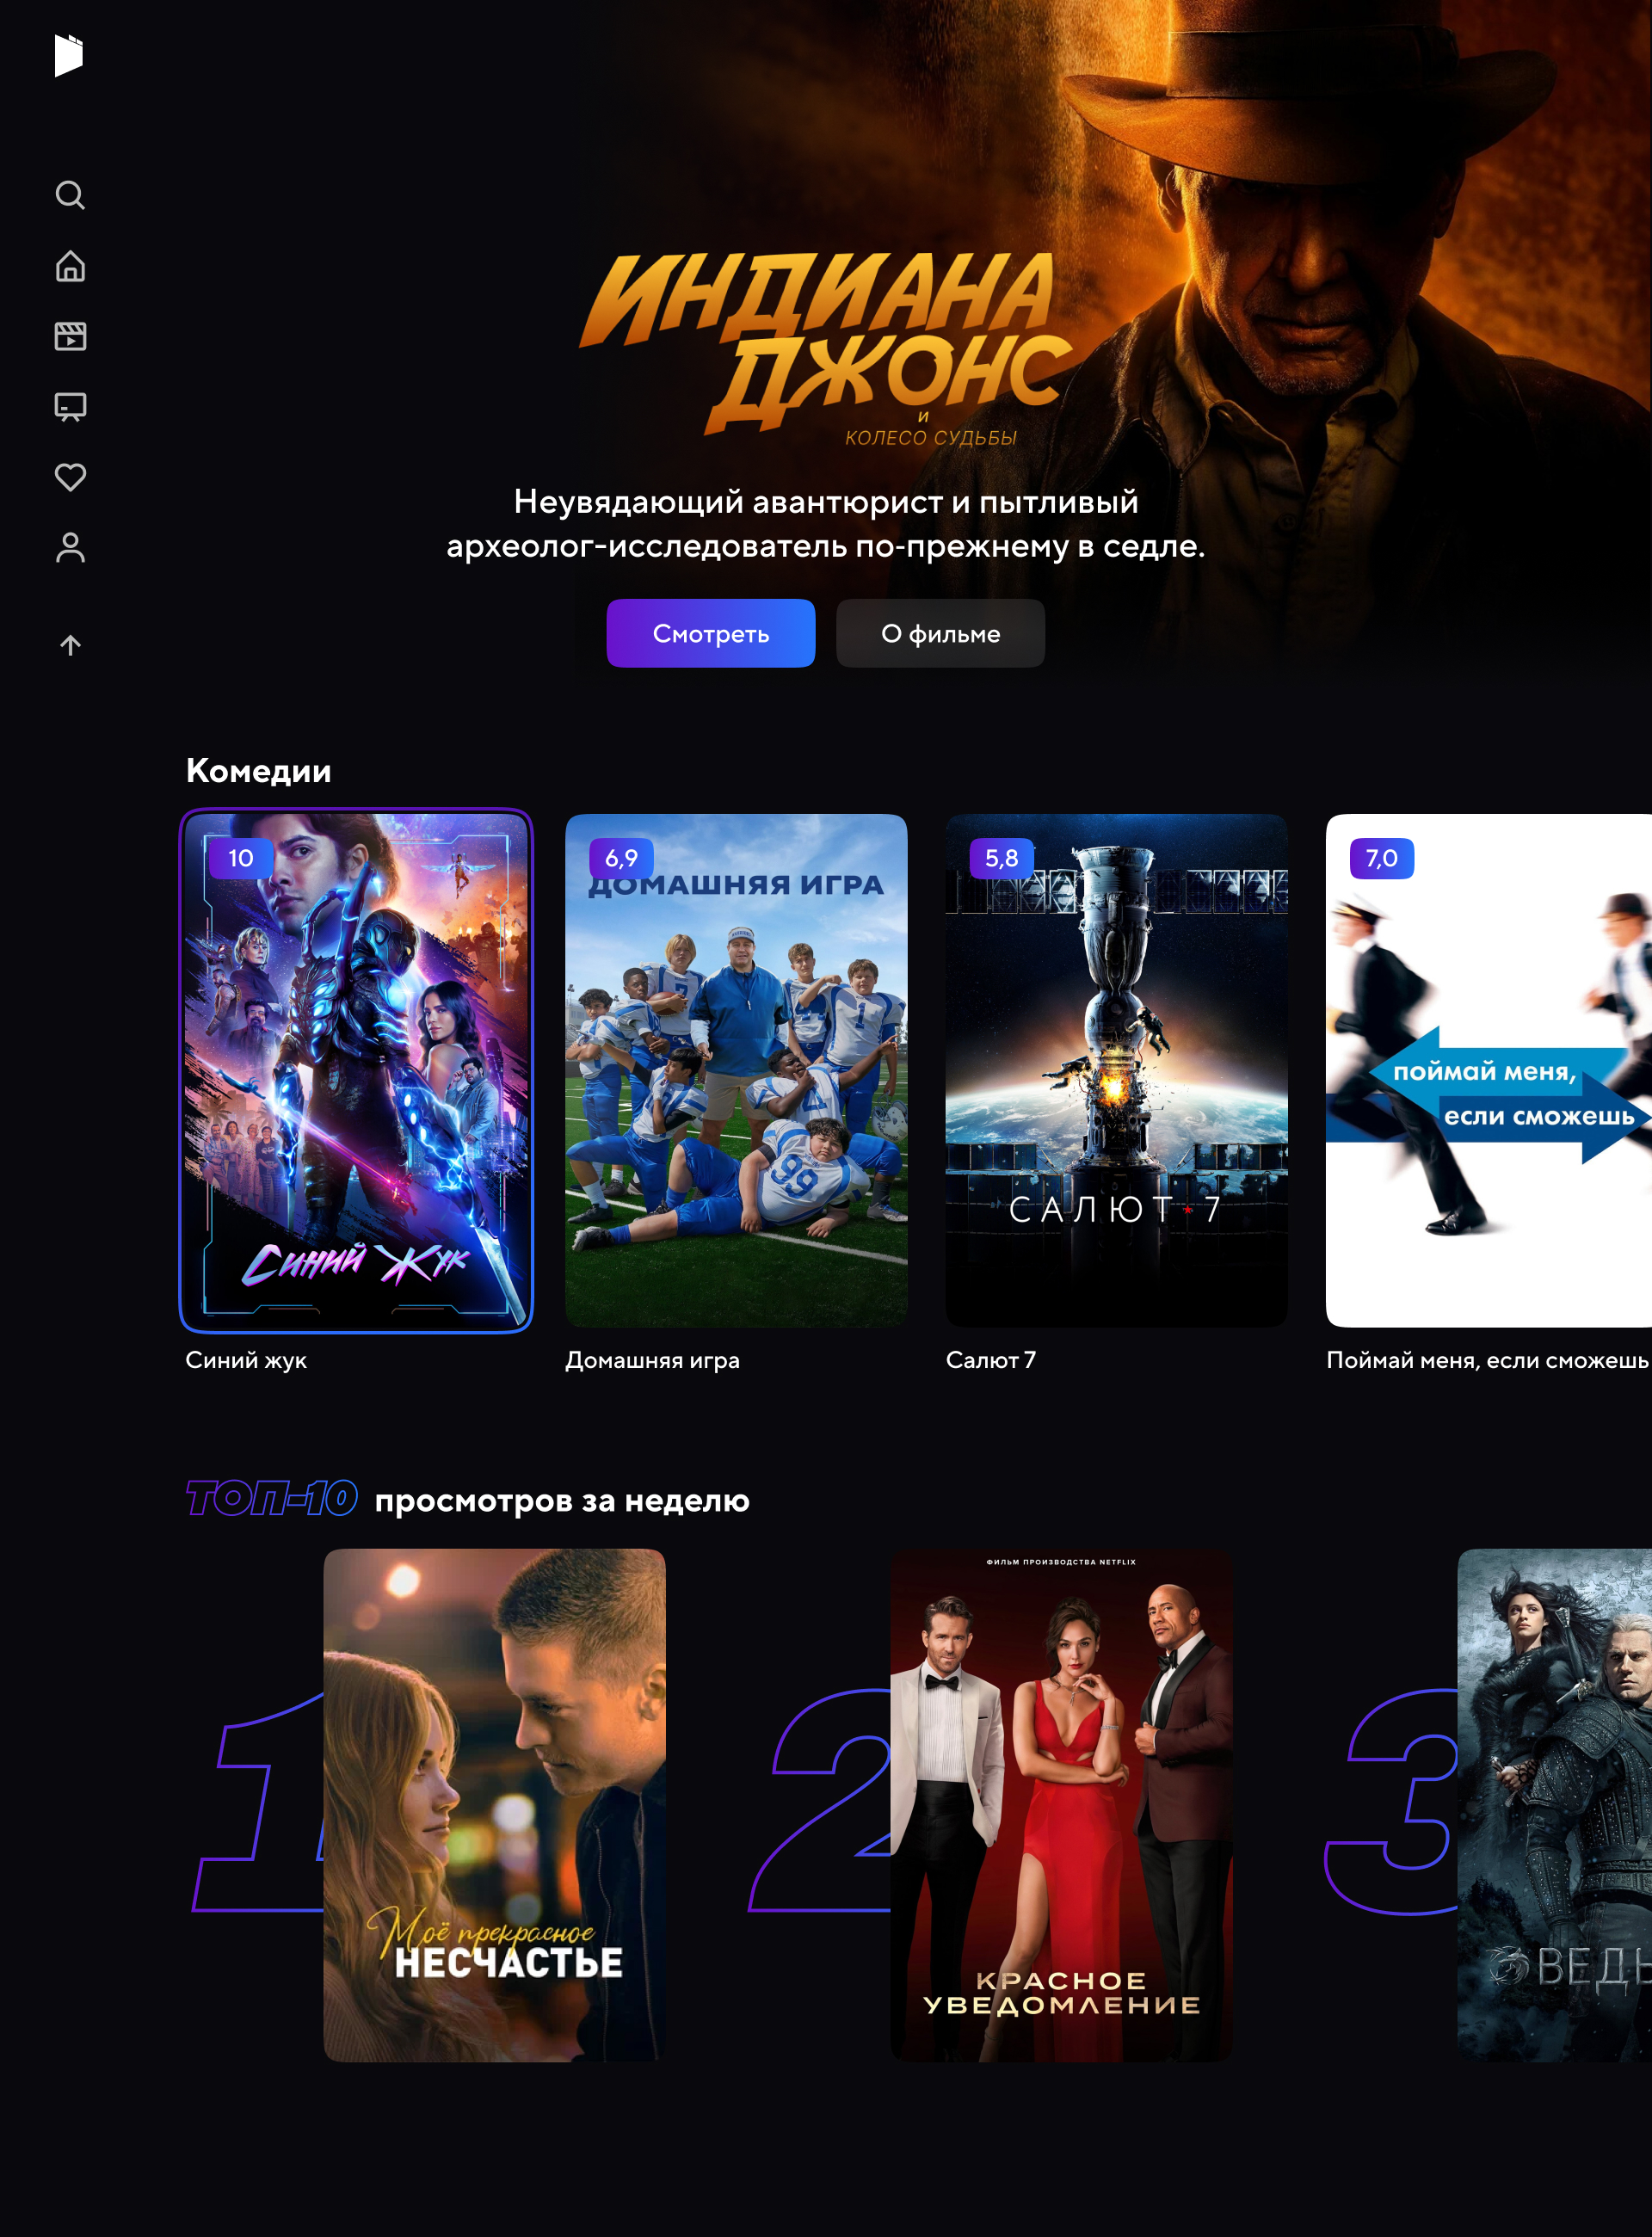 ИНДИАНА
ДЖОНС
И
КОЛЕСО СУДЬБЫ
Неувядающий авантюрист и пытливый
археолог-исследователь по-прежнему в седле.
Смотреть
О фильме
Комедии
10
6,9
5,8
7,0
ДОМАШНЯЯ ИГРА
поймай меня,
если сможешь
САЛЮТ 7
Синий Жук
Синий жук
Домашняя игра
Салют 7
Поймай меня, если сможешь
ТОП-10 просмотров за неделю
1
Моё прекрасное
НЕСЧАСТЬЕ
2
ФИЛЬМ ПРОИЗВОДСТВА NETFLIX
КРАСНОЕ
УВЕДОМЛЕНИЕ
3
ВЕДЬ